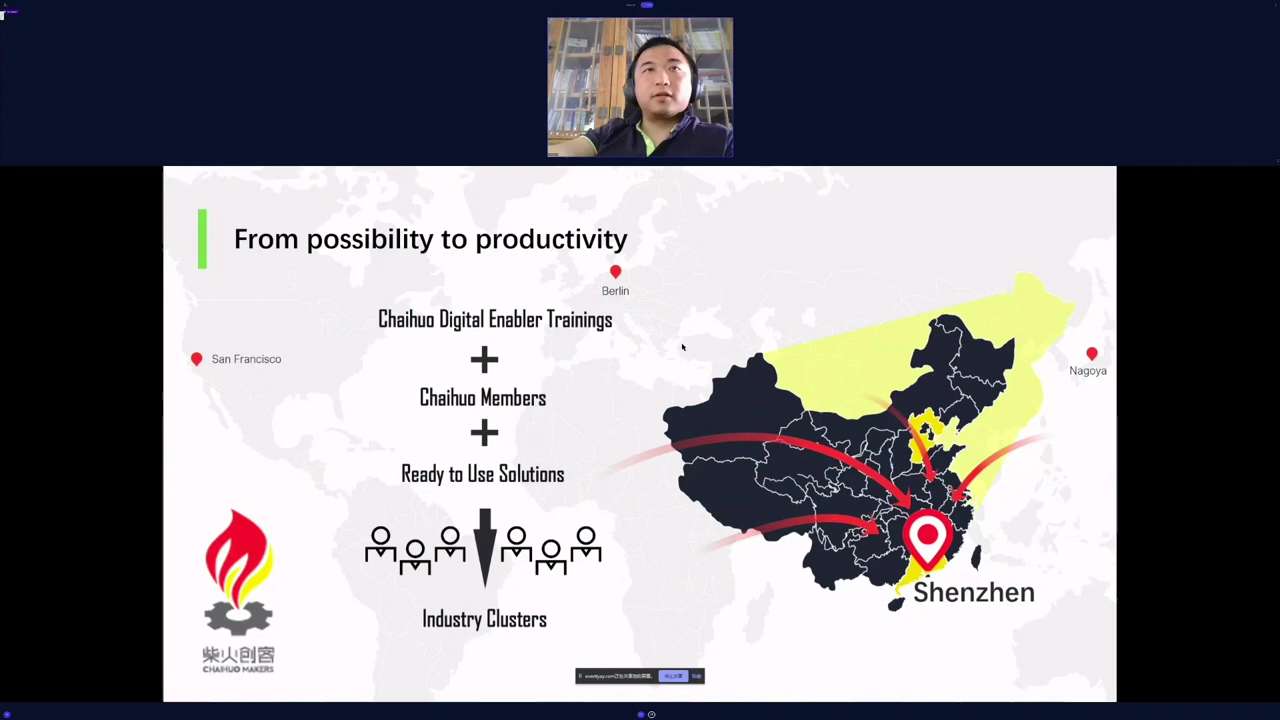 From possibility to productivity
Berlin
Chaihuo Digital Enabler Trainings
San Francisco
Nagoya
+
Chaihuo Members
+
Ready to Use Solutions
Shenzhen
Industry Clusters
柴火创客
CHAIHUO MAKERS